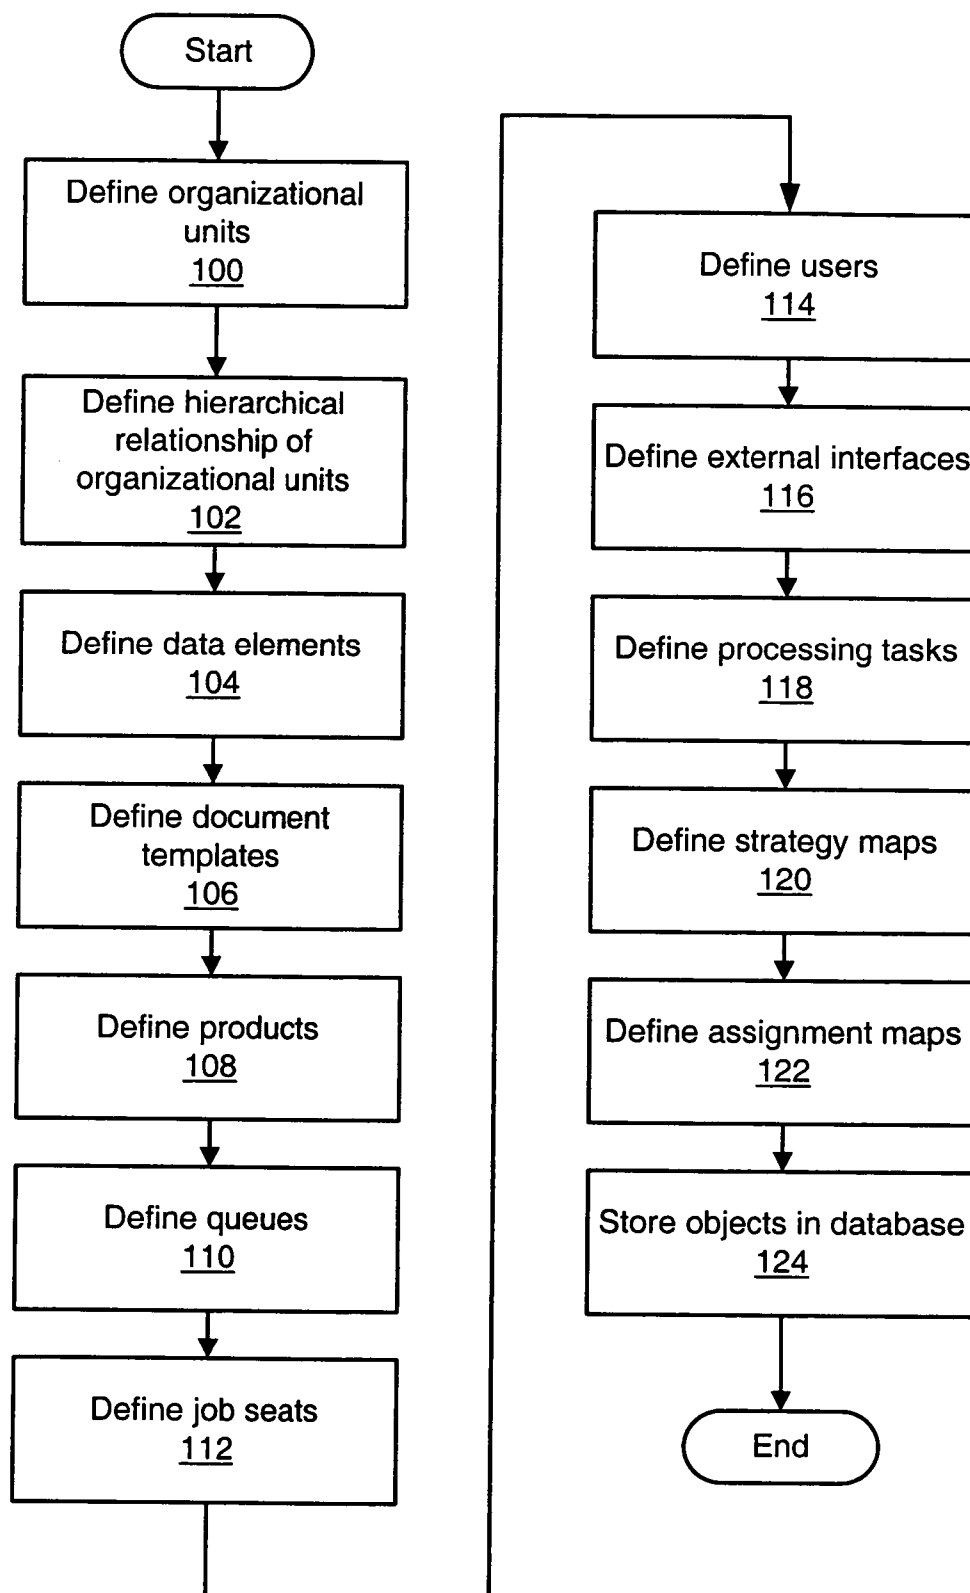 Start
Define organizational
units
100
Define hierarchical
relationship of
organizational units
102
Define data elements
104
Define document
templates
106
Define products
108
Define queues
110
Define job seats
112
Define users
114
Define external interfaces
116
Define processing tasks
118
Define strategy maps
120
Define assignment maps
122
Store objects in database
124
End